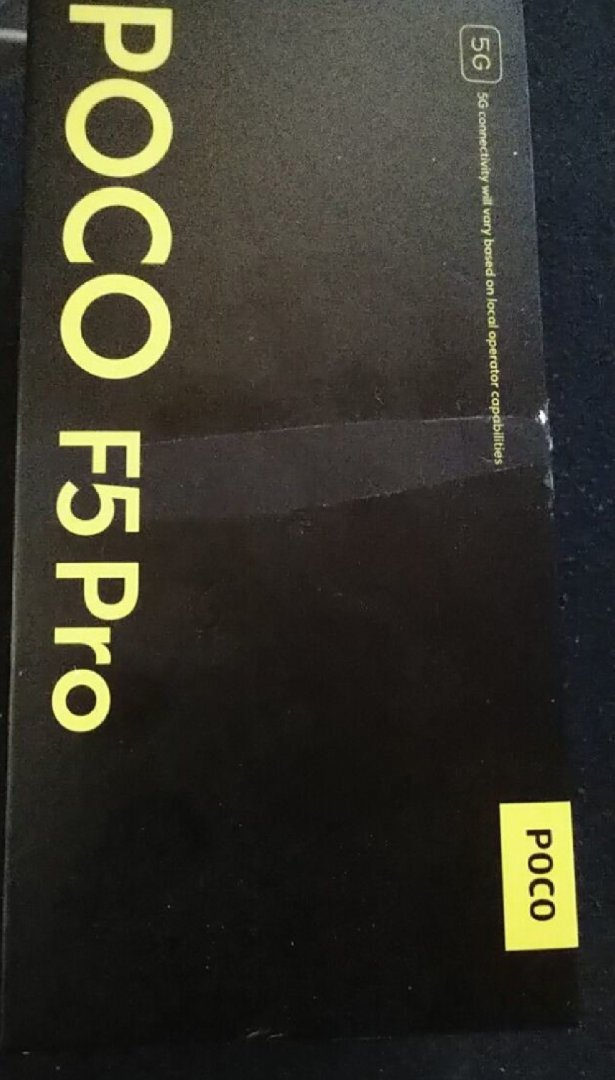 5G
5G connectivity will vary based on local operator capabilities
POCO
POCO F5 Pro